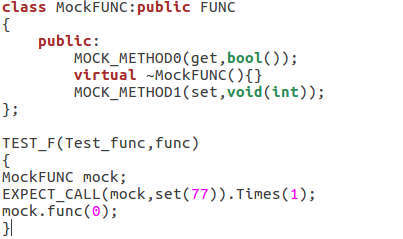 class MockFUNC:public FUNC
{
    public:
        MOCK_METHOD0(get,bool());
        virtual ~MockFUNC(){}
        MOCK_METHOD1(set,void(int));
};

TEST_F(Test_func,func)
{
MockFUNC mock;
EXPECT_CALL(mock,set(77)).Times(1);
mock.func(0);
}